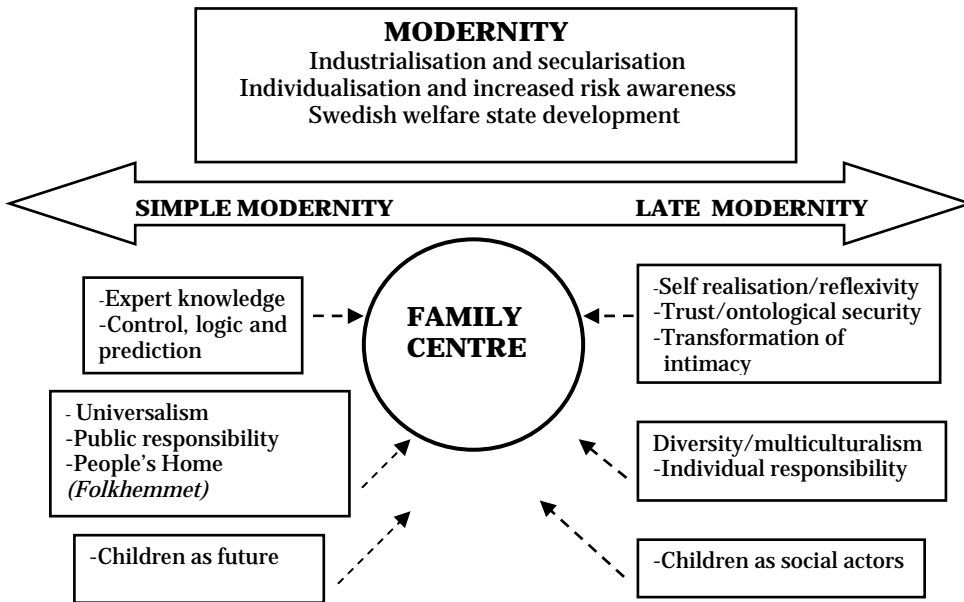 MODERNITY
Industrialisation and secularisation
Individualisation and increased risk awareness
Swedish welfare state development
SIMPLE MODERNITY
LATE MODERNITY
-Expert knowledge
-Control, logic and
prediction
FAMILY
CENTRE
-Self realisation/reflexivity
-Trust/ontological security
-Transformation of
intimacy
- Universalism
-Public responsibility
-People's Home
(Folkhemmet)
Diversity/multiculturalism
-Individual responsibility
-Children as future
-Children as social actors